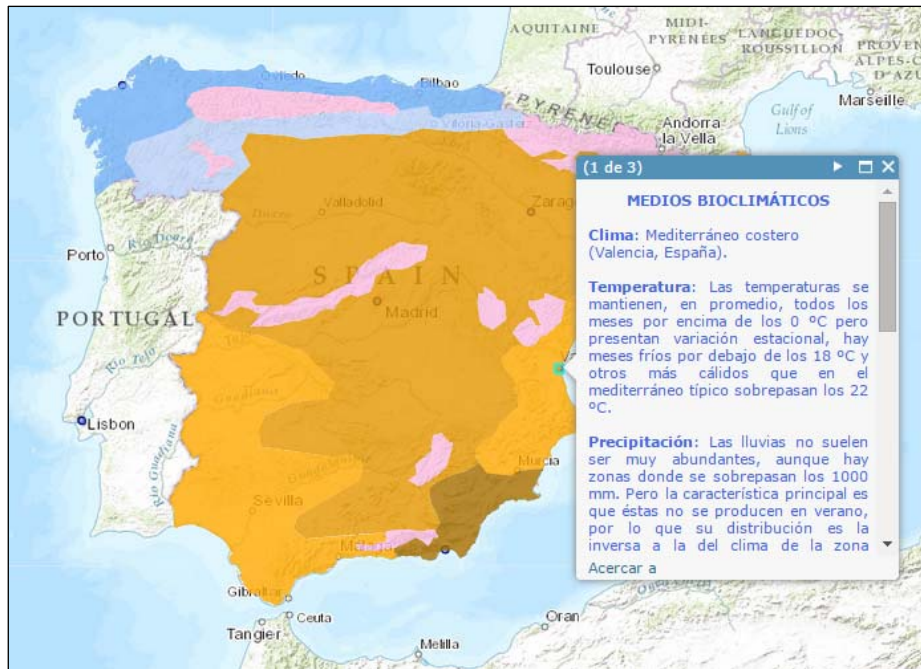 AQUITAINE
MIDI-
PYRÉNÉES
LANGUEDOC-
ROUSSILLON
PROVEN
ALPES-C
D'AZU
Toulouse
Marseille
Gulf of
Lions
Oviedo
Bilbao
Vitoria-Gasteiz
PYRENE
Andorra
la Vella
(1 de 3)
MEDIOS BIOCLIMÁTICOS
Clima: Mediterráneo costero
(Valencia, España).
Temperatura: Las temperaturas se
mantienen, en promedio, todos los
meses por encima de los 0 ºC pero
presentan variación estacional, hay
meses fríos por debajo de los 18 ºC y
otros más cálidos que en el
mediterráneo típico sobrepasan los 22
ºC.
Precipitación: Las lluvias no suelen
ser muy abundantes, aunque hay
zonas donde se sobrepasan los 1000
mm. Pero la característica principal es
que éstas no se producen en verano,
por lo que su distribución es la
inversa a la del clima de la zona
Acercar a
Valladolid
Duero
Zarag
Porto
Rio Douro
SPAIN
Madrid
PORTUGAL
Rio Tejo
Va
Lisbon
Guadiana
Rio Guadiana
Murcia
Sevilla
Málaga
Gibraltar
Ceuta
Tangier
Melilla
Oran